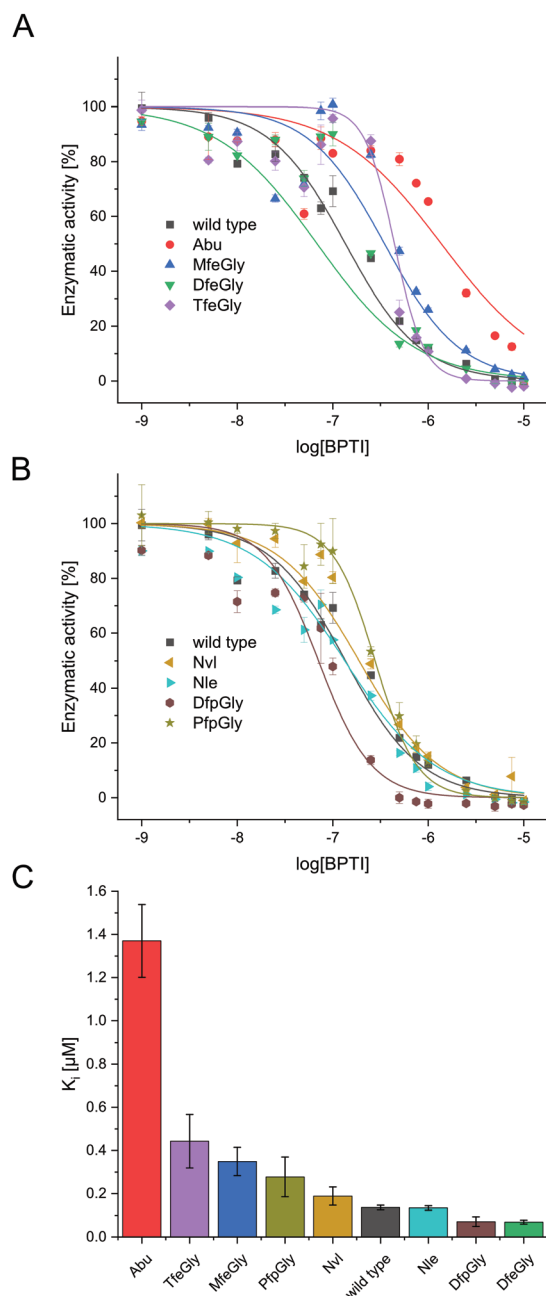 A
Enzymatic activity [%]
100
80
60
40
20
0
wild type
Abu
MfeGly
DfeGly
TfeGly
-9
-8
-7
-6
-5
log[BPTI]
B
Enzymatic activity [%]
100
80
60
40
20
0
wild type
Nvl
Nle
DfpGly
PfpGly
-9
-8
-7
-6
-5
log[BPTI]
C
Ki [µM]
1.6
1.4
1.2
1.0
0.8
0.6
0.4
0.2
0.0
Abu
TfeGly
MfeGly
PfpGly
Nvl
wild type
Nle
DfpGly
DfeGly